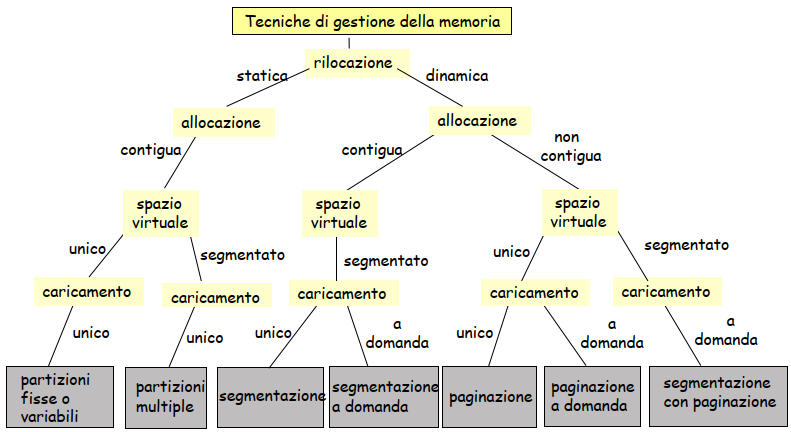 Tecniche di gestione della memoria
rilocazione
statica
dinamica
allocazione
allocazione
contigua
contigua
non
contigua
spazio
virtuale
spazio
virtuale
spazio
virtuale
unico
segmentato
segmentato
unico
segmentato
caricamento
caricamento
caricamento
caricamento
caricamento
unico
unico
unico
a
domanda
unico
a
domanda
a
domanda
partizioni
fisse o
variabili
partizioni
multiple
segmentazione
segmentazione
a domanda
paginazione
paginazione
a domanda
segmentazione
con paginazione